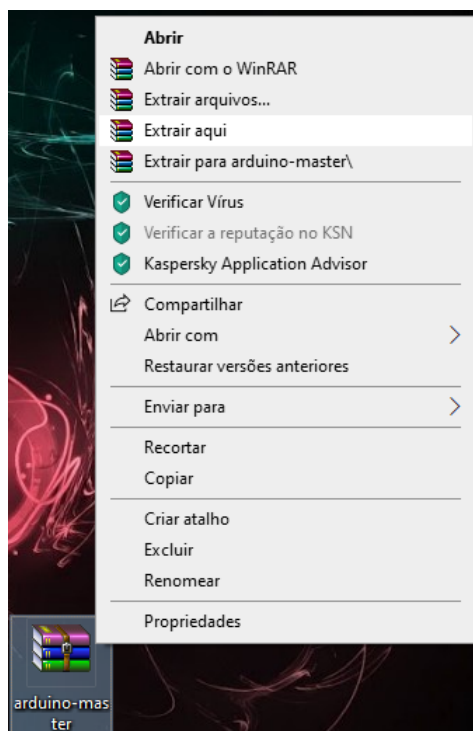 Abrir
Abrir com o WinRAR
Extrair arquivos...
Extrair aqui
Extrair para arduino-master\
Verificar Vírus
Verificar a reputação no KSN
Kaspersky Application Advisor
Compartilhar
Abrir com
Restaurar versões anteriores
Enviar para
Recortar
Copiar
Criar atalho
Excluir
Renomear
Propriedades
arduino-mas
ter